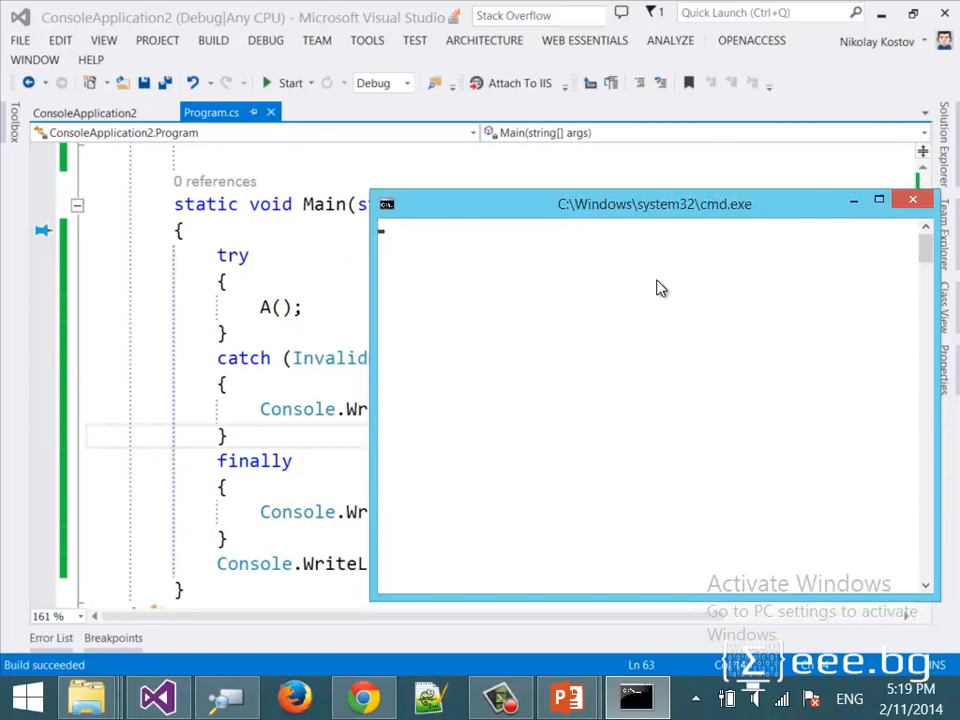 ConsoleApplication2 (Debug|Any CPU) - Microsoft Visual Studio
Stack Overflow
1
Quick Launch (Ctrl+Q)
FILE EDIT VIEW PROJECT BUILD DEBUG TEAM TOOLS TEST ARCHITECTURE WEB ESSENTIALS ANALYZE OPENACCESS
Nikolay Kostov
WINDOW HELP
Start
Debug
Attach To IIS
Toolbox
ConsoleApplication2
Program.cs
ConsoleApplication2.Program
Main(string[] args)
Solution Explorer
Team Explorer
Class View
Properties
0 references
static void Main(s
{
try
{
A();
}
catch (Invalid
{
Console.Wr
}
finally
{
Console.Wr
}
Console.WriteL
}
C:\Windows\system32\cmd.exe
Activate Windows
Go to PC settings to activate
Windows.
161 %
Error List Breakpoints
Build succeeded
Ln 63
eee.bg
ENG
5:19 PM
2/11/2014